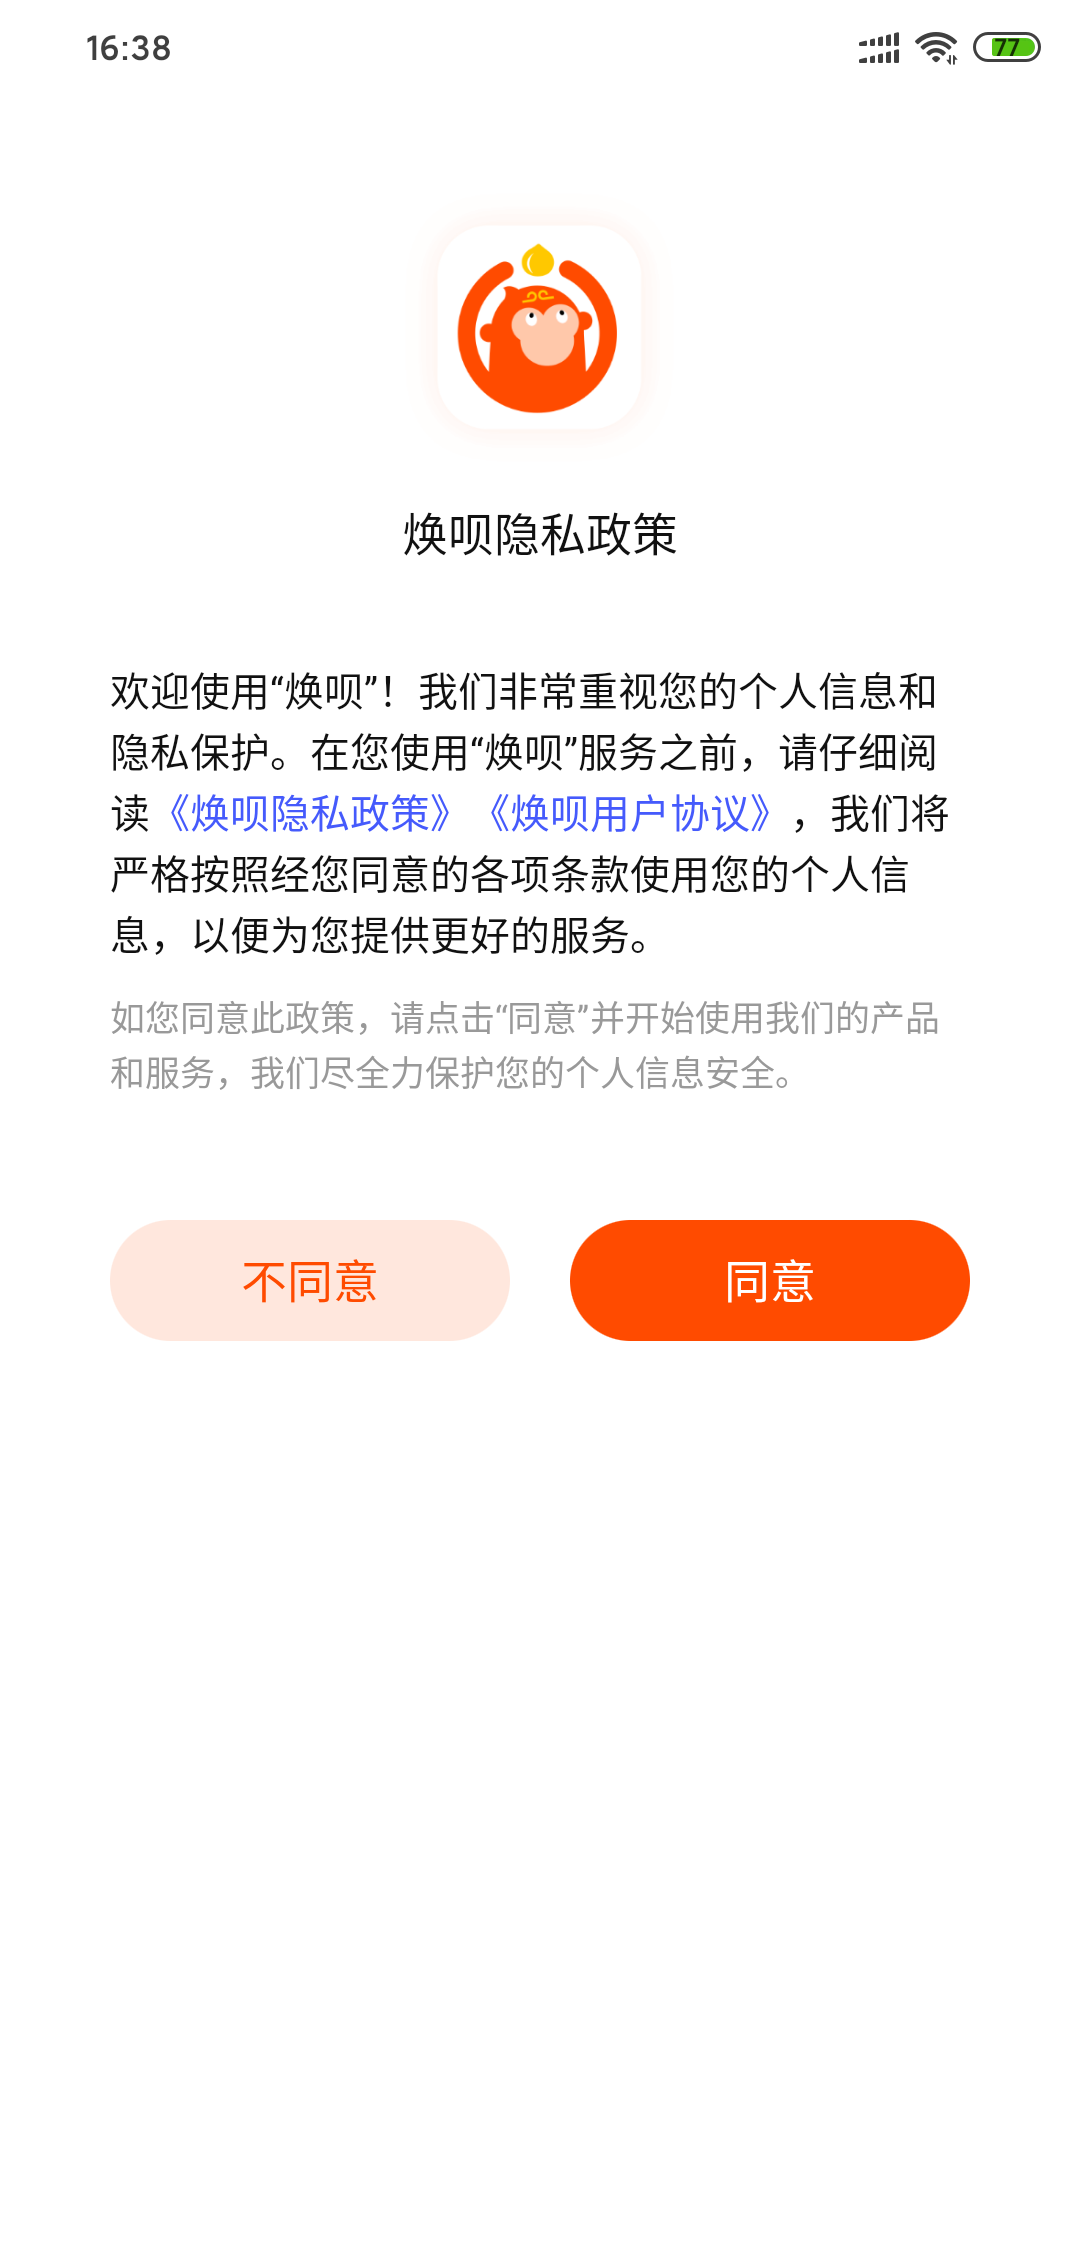 16:38
77
焕呗隐私政策
欢迎使用“焕呗”！我们非常重视您的个人信息和
隐私保护。在您使用“焕呗”服务之前，请仔细阅
读《焕呗隐私政策》《焕呗用户协议》，我们将
严格按照经您同意的各项条款使用您的个人信
息，以便为您提供更好的服务。
如您同意此政策，请点击“同意”并开始使用我们的产品
和服务，我们尽全力保护您的个人信息安全。
不同意
同意